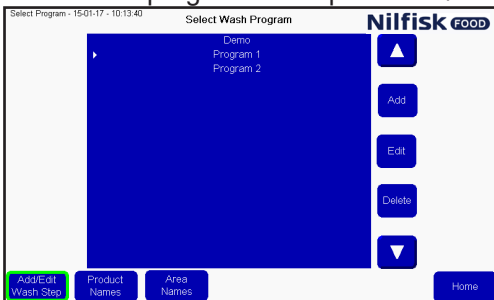 Select Program - 15-01-17 - 10:13:40
Select Wash Program
Nilfisk FOOD
Demo
Program 1
Program 2
Add
Edit
Delete
Add/Edit
Wash Step
Product
Names
Area
Names
Home